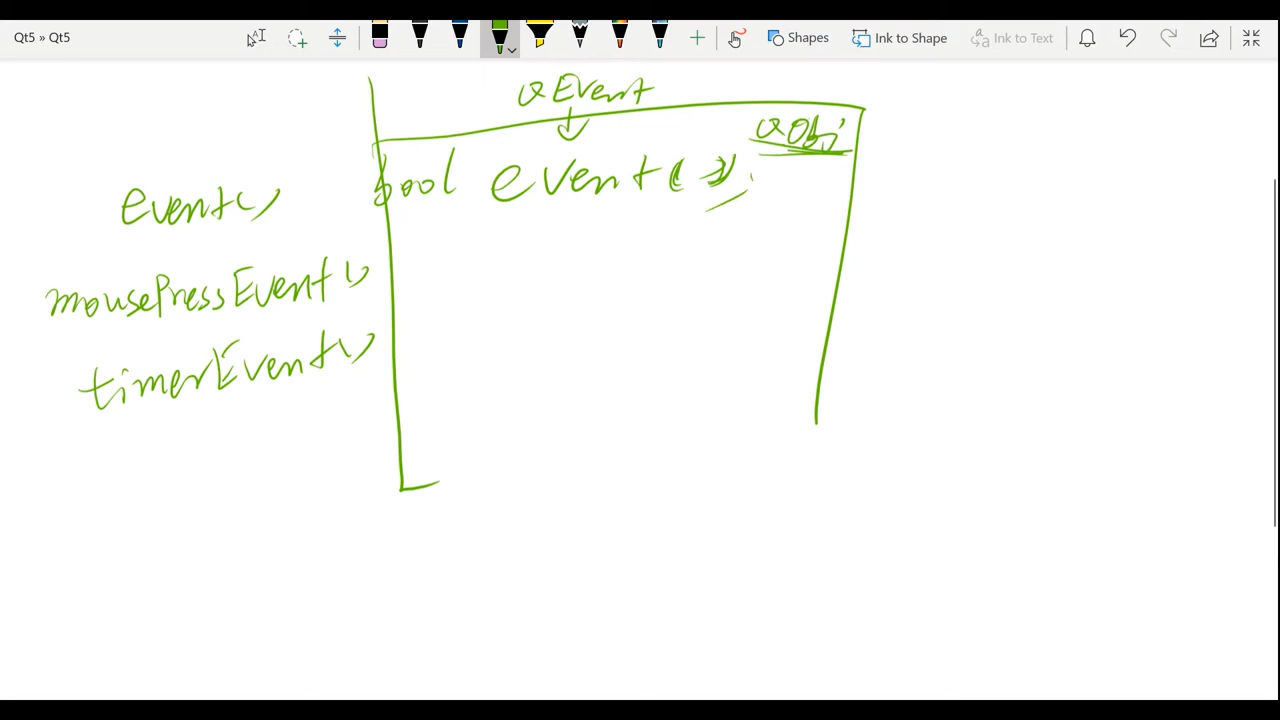 Qt5 » Qt5
Shapes
Ink to Shape
Ink to Text
QEvent
QObj
bool event( );
event()
mousePressEvent()
timerEvent()